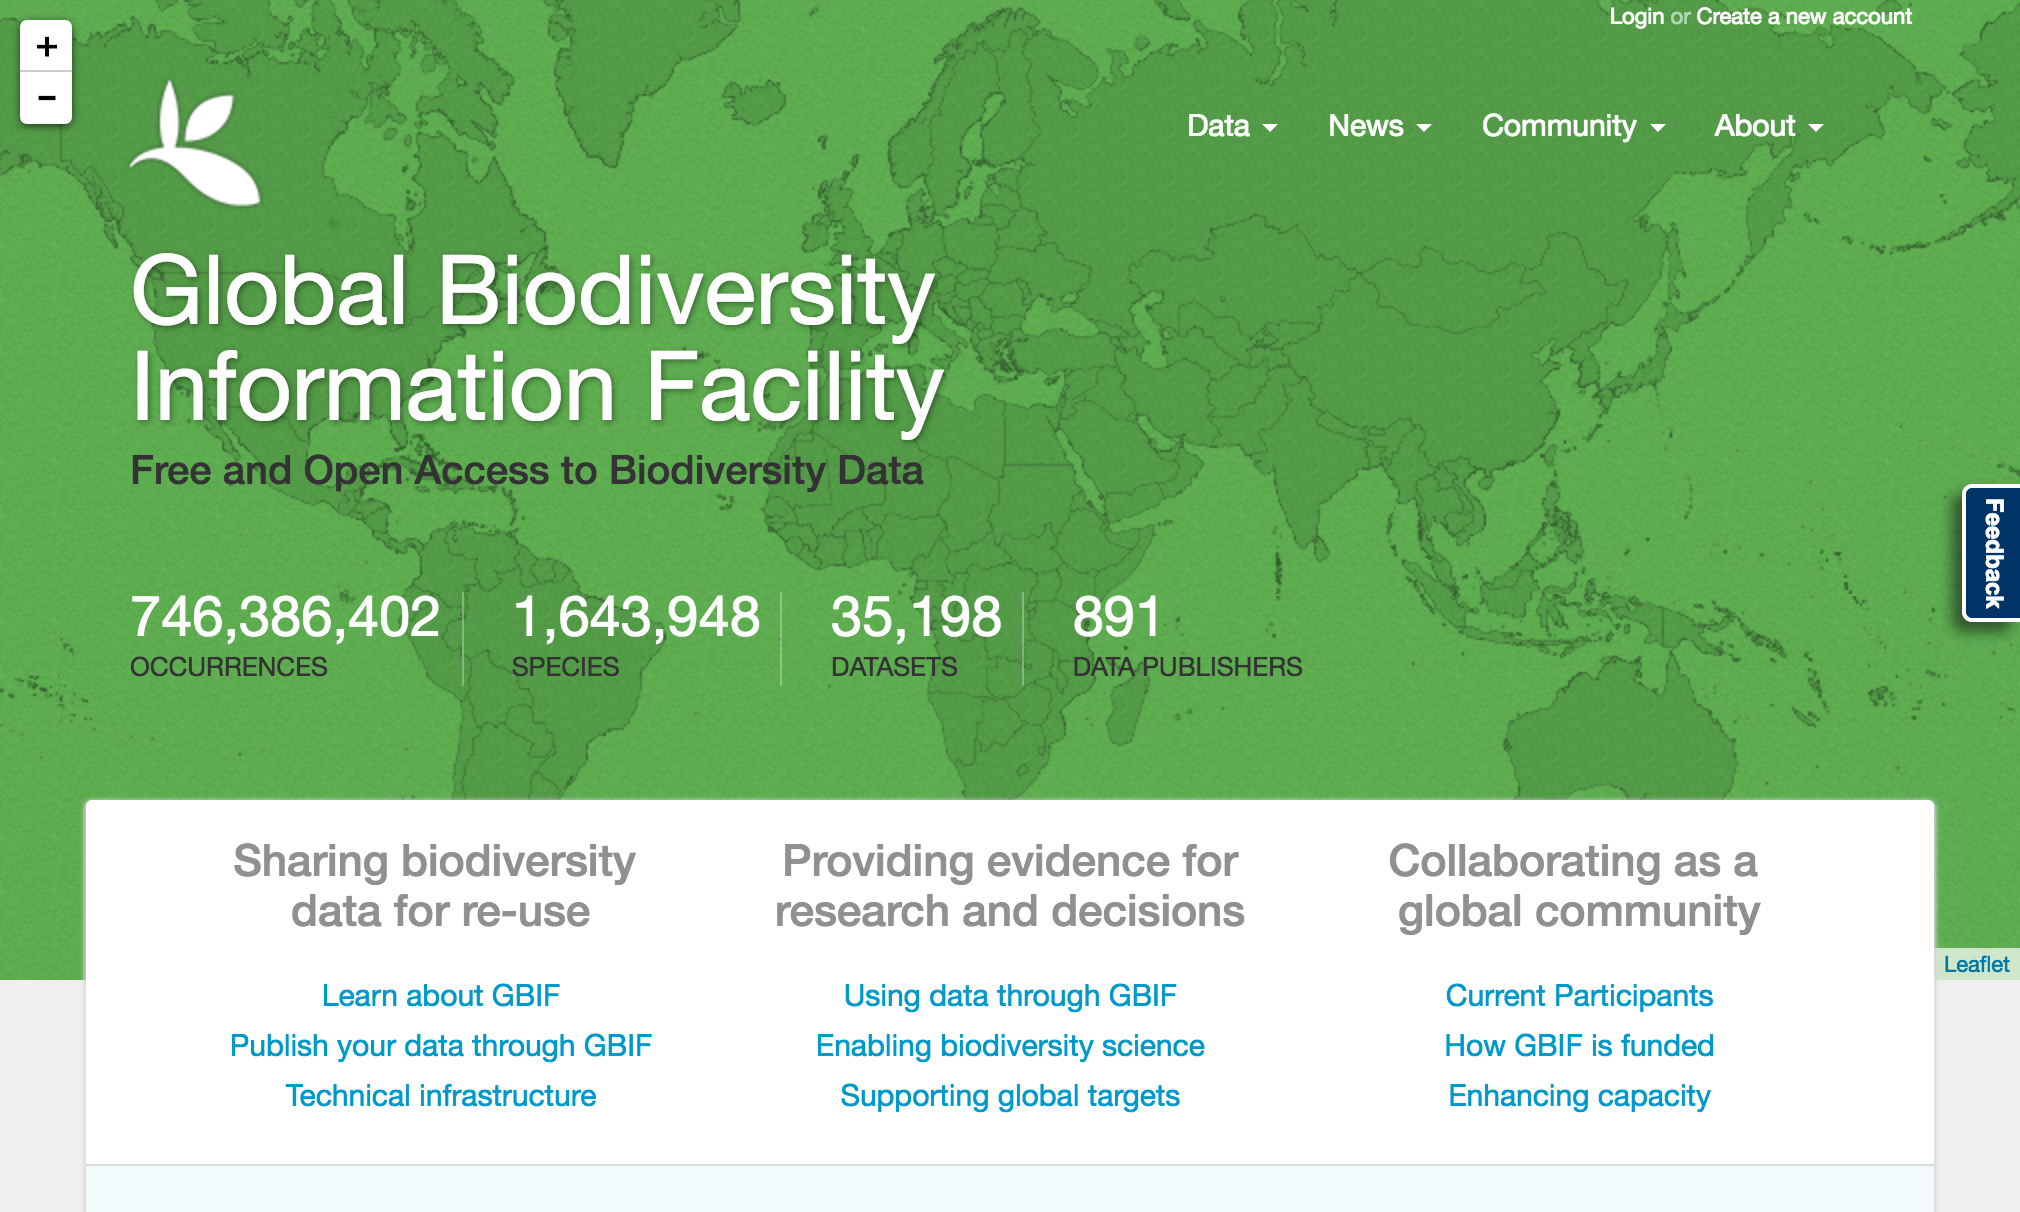 Login or Create a new account
+
−
Data News Community About
Global Biodiversity
Information Facility
Free and Open Access to Biodiversity Data
746,386,402 1,643,948 35,198 891
OCCURRENCES SPECIES DATASETS DATA PUBLISHERS
Feedback
Sharing biodiversity
data for re-use
Learn about GBIF
Publish your data through GBIF
Technical infrastructure
Providing evidence for
research and decisions
Using data through GBIF
Enabling biodiversity science
Supporting global targets
Collaborating as a
global community
Current Participants
How GBIF is funded
Enhancing capacity
Leaflet